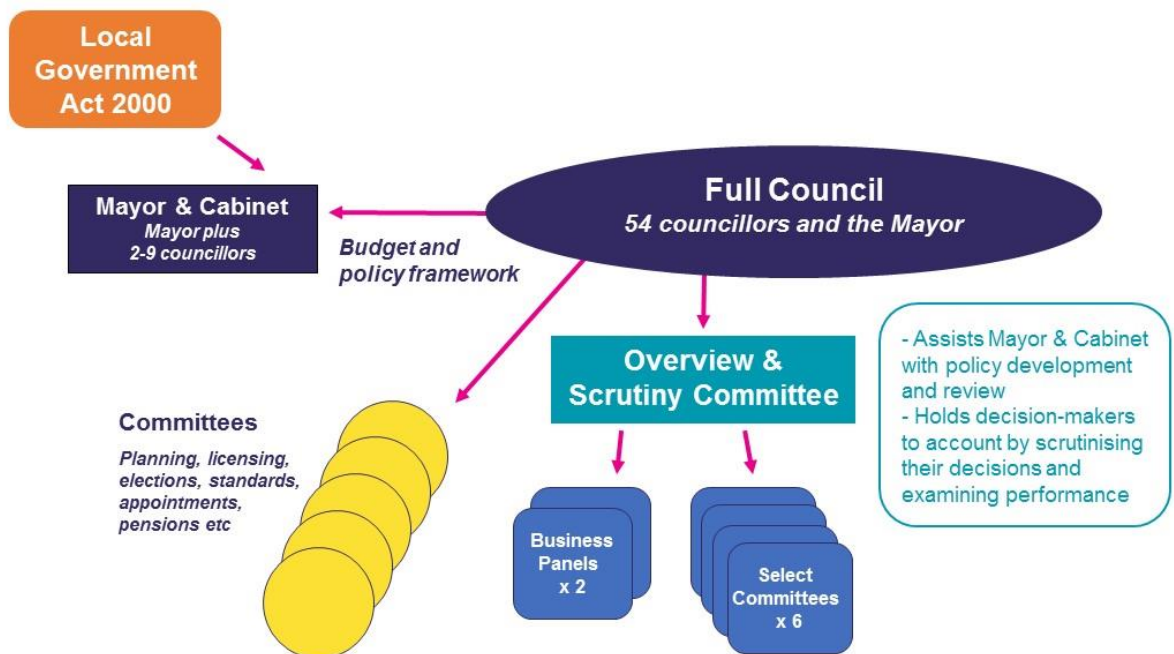 Local
Government
Act 2000
Mayor & Cabinet
Mayor plus
2-9 councillors
Full Council
54 councillors and the Mayor
Budget and
policy framework
Overview &
Scrutiny Committee
- Assists Mayor & Cabinet
with policy development
and review
- Holds decision-makers
to account by scrutinising
their decisions and
examining performance
Committees
Planning, licensing,
elections, standards,
appointments,
pensions etc
Business
Panels
x 2
Select
Committees
x 6